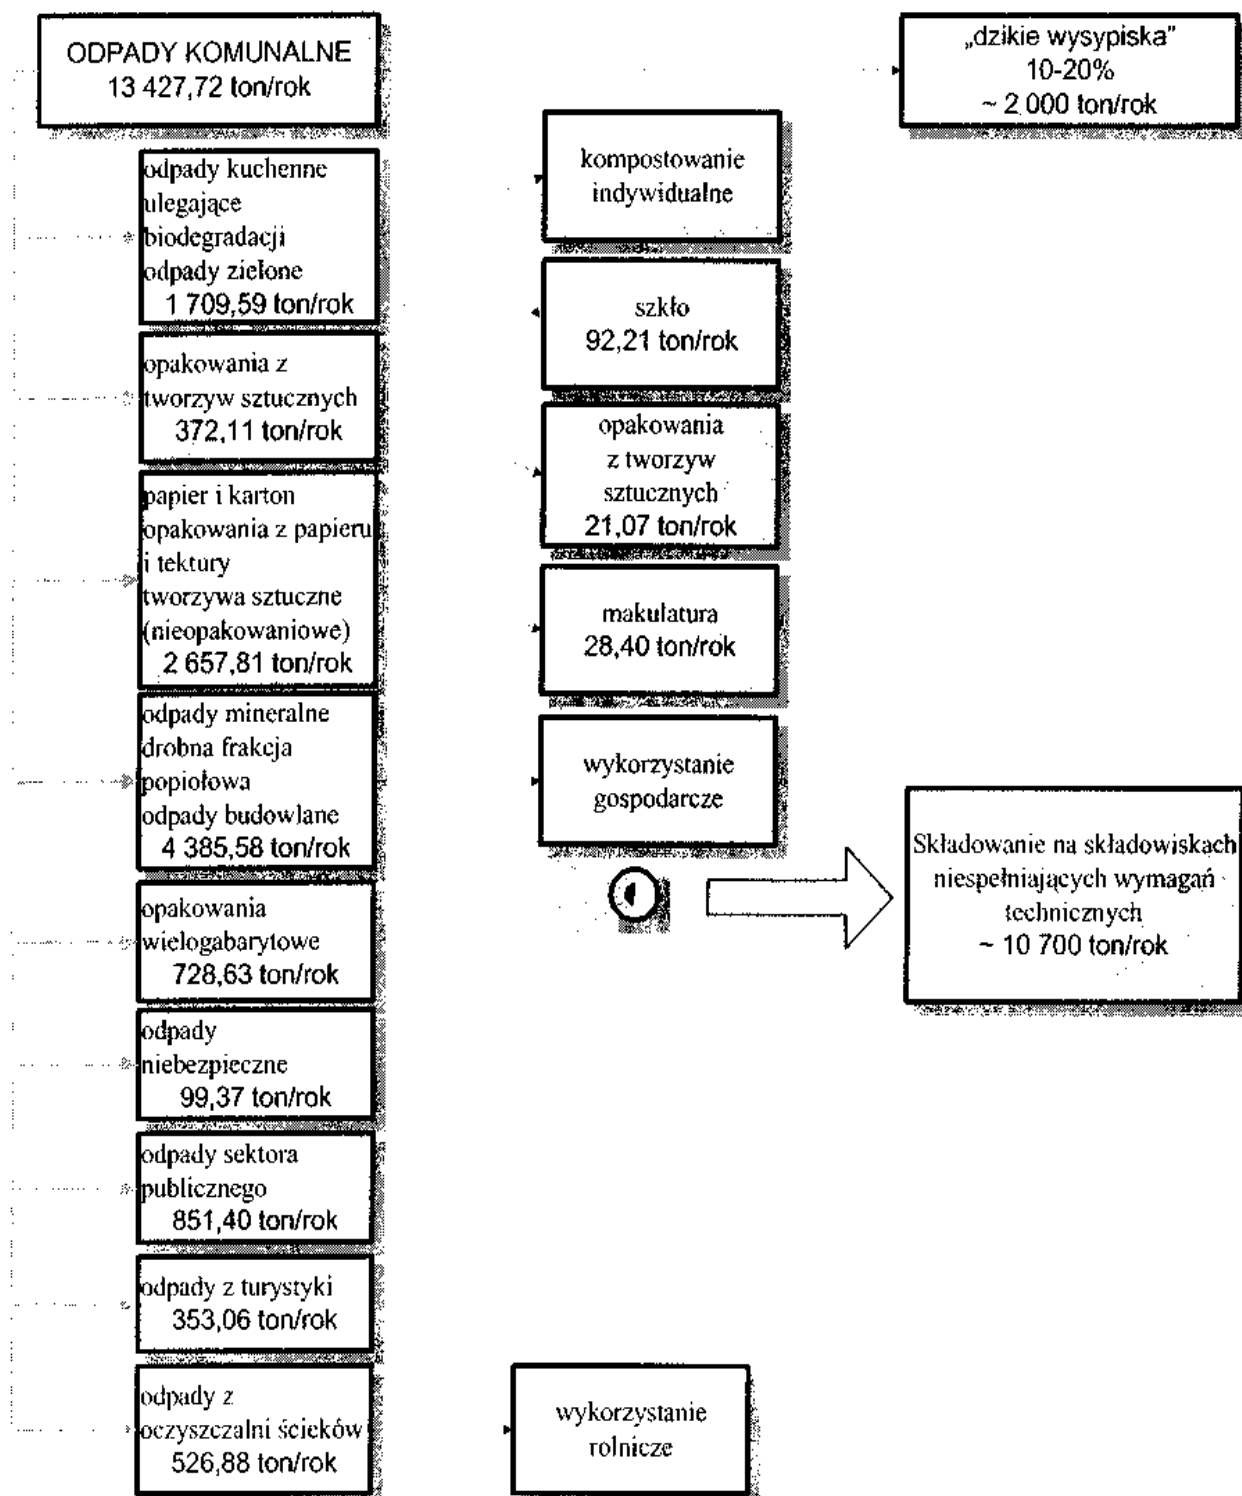 ODPADY KOMUNALNE
13 427,72 ton/rok
„dzikie wysypiska”
10-20%
~ 2 000 ton/rok
odpady kuchenne
ulegające
biodegradacji
odpady zielone
1 709,59 ton/rok
opakowania z
tworzyw sztucznych
372,11 ton/rok
papier i karton
opakowania z papieru
i tektury
tworzywa sztuczne
(nieopakowaniowe)
2 657,81 ton/rok
odpady mineralne
drobna frakcja
popiołowa
odpady budowlane
4 385,58 ton/rok
opakowania
wielogabarytowe
728,63 ton/rok
odpady
niebezpieczne
99,37 ton/rok
odpady sektora
publicznego
851,40 ton/rok
odpady z turystyki
353,06 ton/rok
odpady z
oczyszczalni ścieków
526,88 ton/rok
kompostowanie
indywidualne
szkło
92,21 ton/rok
opakowania
z tworzyw
sztucznych
21,07 ton/rok
makulatura
28,40 ton/rok
wykorzystanie
gospodarcze
Składowanie na składowiskach
niespełniających wymagań
technicznych
~ 10 700 ton/rok
wykorzystanie
rolnicze